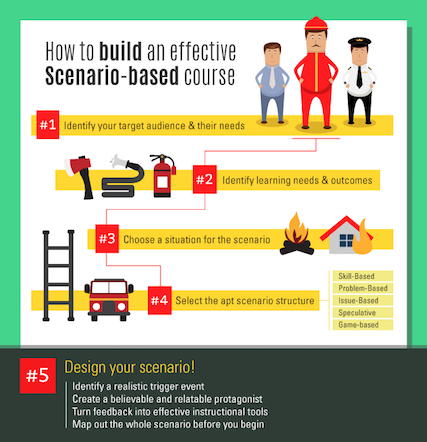 How to build an effective
Scenario-based course
#1 Identify your target audience & their needs
#2 Identify learning needs & outcomes
#3 Choose a situation for the scenario
#4 Select the apt scenario structure
Skill-Based
Problem-Based
Issue-Based
Speculative
Game-based
#5 Design your scenario!
Identify a realistic trigger event
Create a believable and relatable protagonist
Turn feedback into effective instructional tools
Map out the whole scenario before you begin